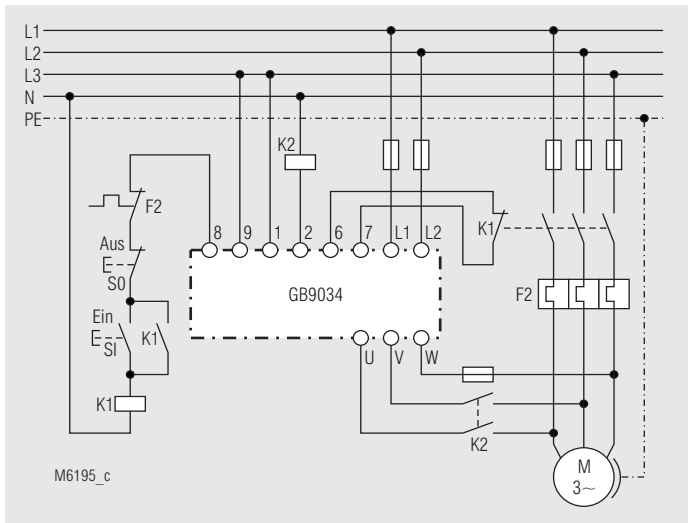 L1
L2
L3
N
PE
K2
F2
8
9
1
2
6
7
L1
L2
K1
Aus
S0
GB9034
F2
Ein
SI
K1
U
V
W
K1
K2
M6195_c
M
3~